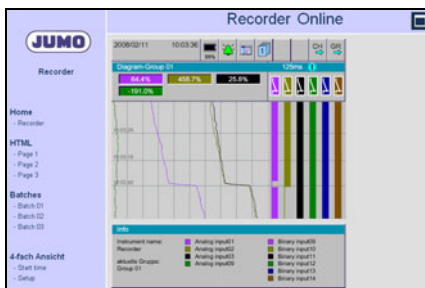 Recorder Online
JUMO
Recorder
Home
- Recorder
HTML
- Page 1
- Page 2
- Page 3
Batches
- Batch 01
- Batch 02
- Batch 03
4-fach Ansicht
- Start time
- Setup
2008/02/11 10:03:36
99%
CH GR
Diagram-Group 01 125ms
64.4% 458.7% 25.8%
-191.0%
Info
Instrument name:
Recorder
aktuelle Gruppe:
Group 01
Analog input01
Analog input02
Analog input03
Analog input09
Binary input09
Binary input10
Binary input11
Binary input12
Binary input13
Binary input14